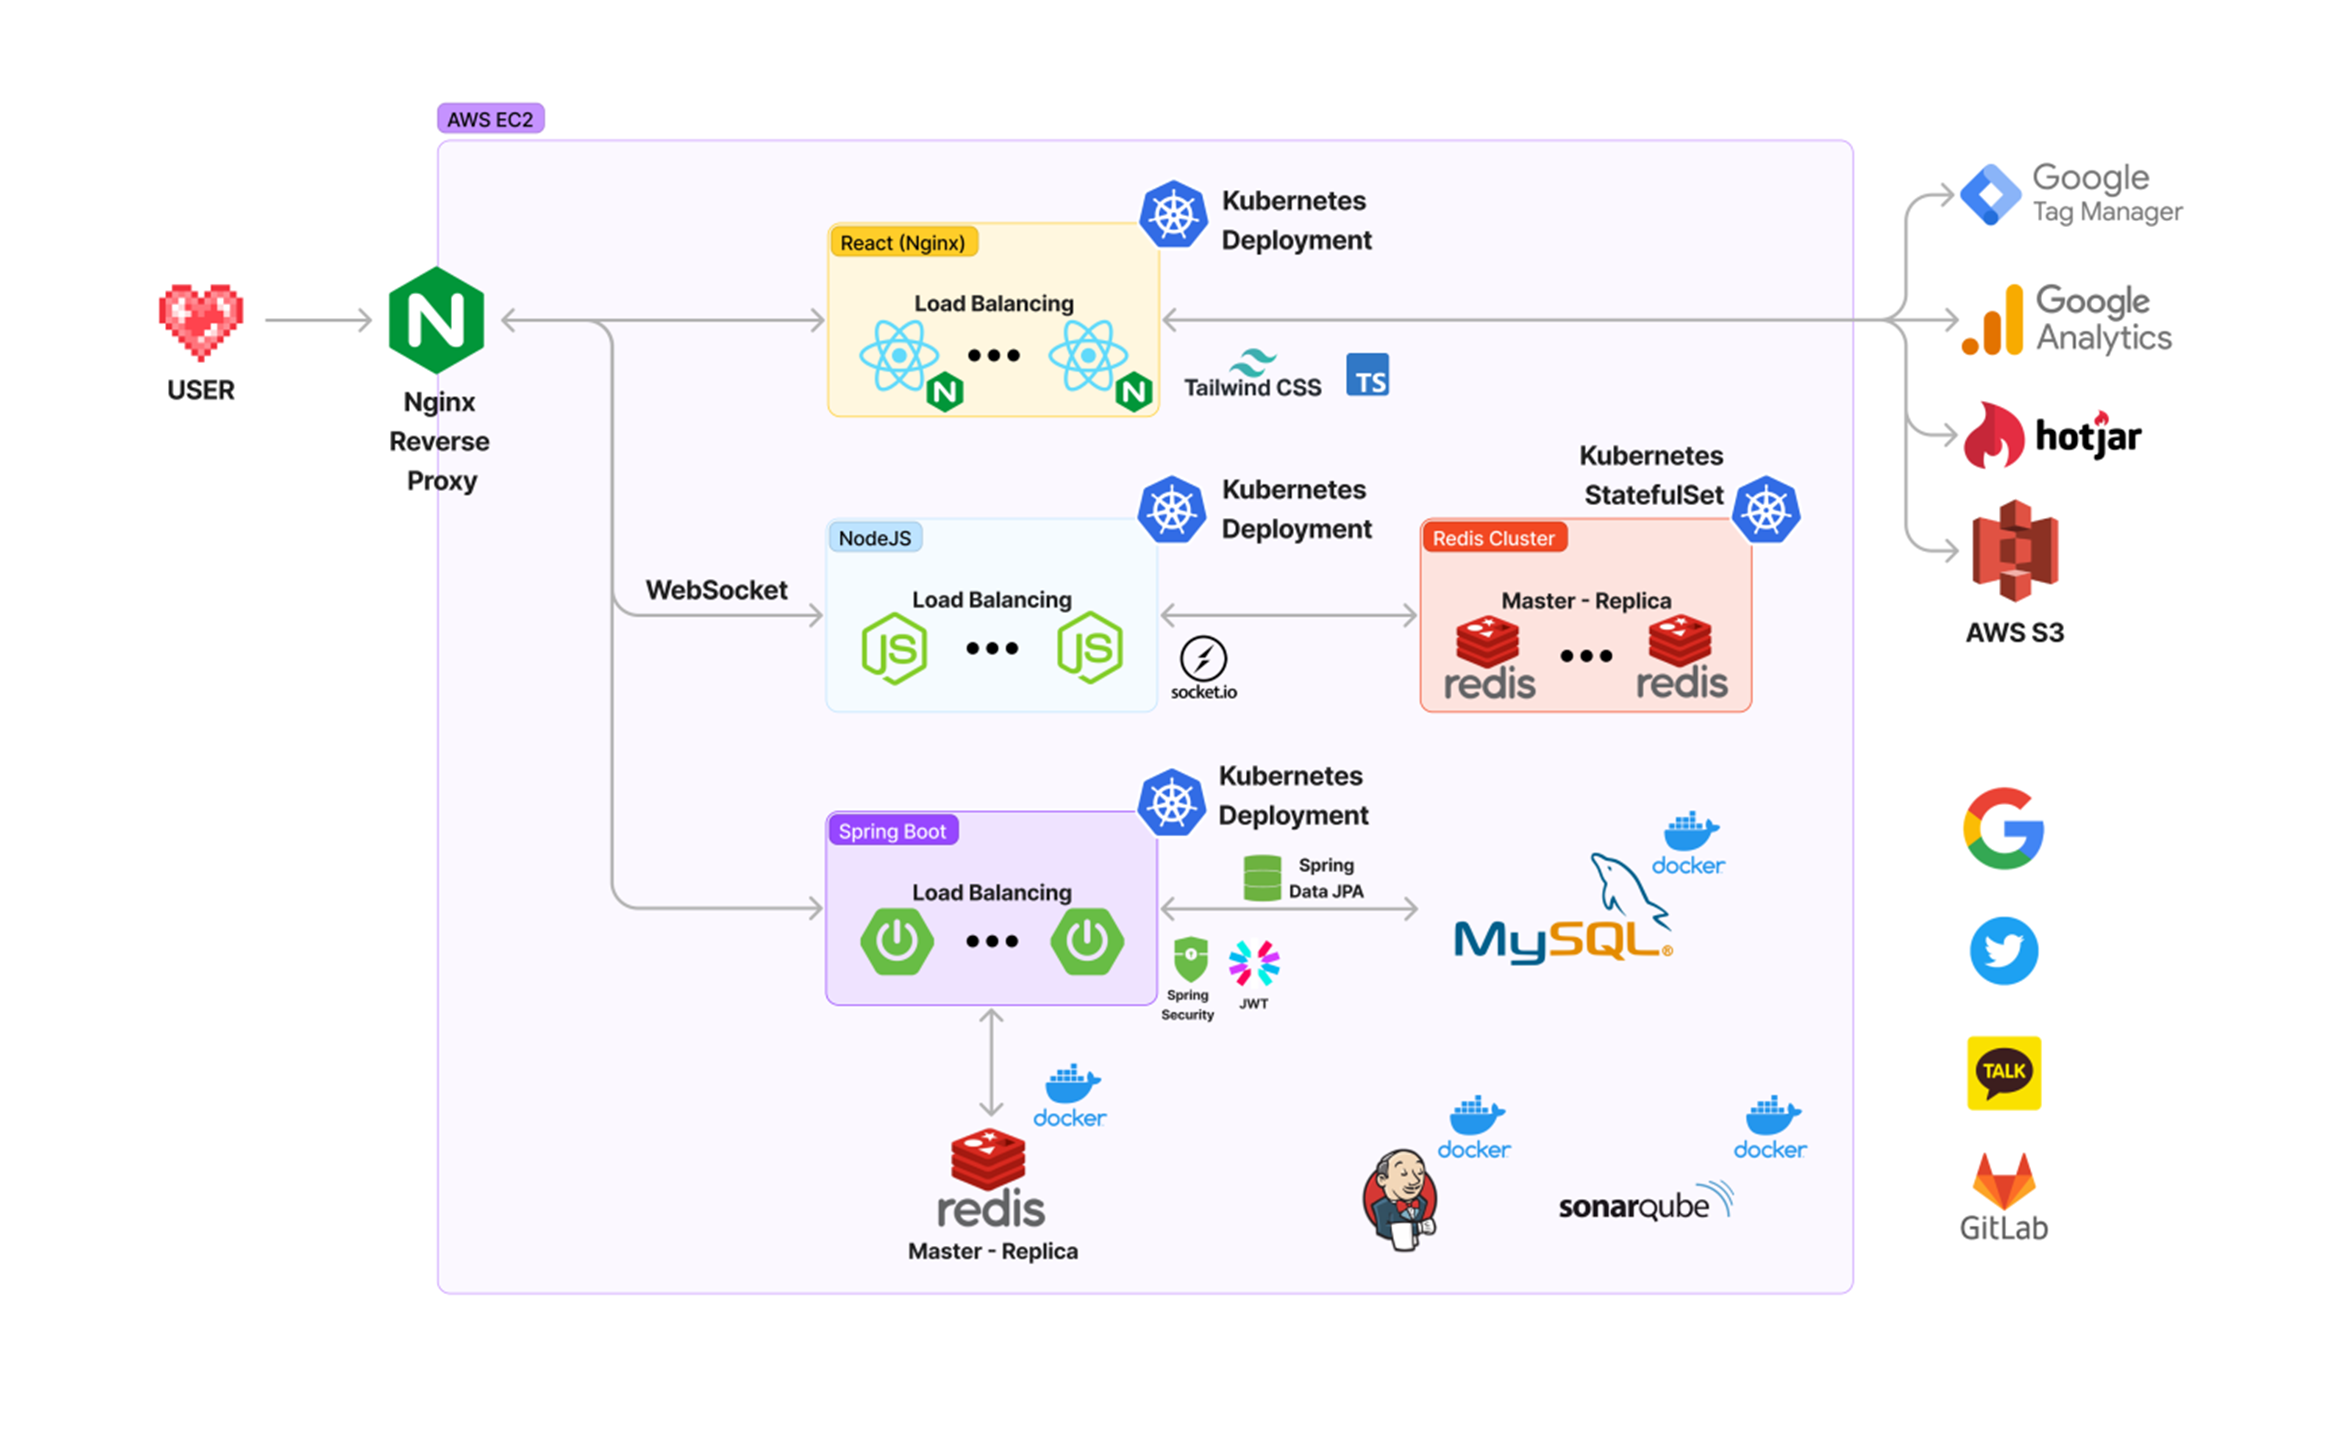 AWS EC2
Kubernetes
Deployment
React (Nginx)
Load Balancing
Tailwind CSS
TS
USER
Nginx
Reverse
Proxy
Google
Tag Manager
Google
Analytics
hotjar
AWS S3
Kubernetes
Deployment
NodeJS
WebSocket
Load Balancing
JS
JS
socket.io
Kubernetes
StatefulSet
Redis Cluster
Master - Replica
redis
redis
Kubernetes
Deployment
Spring Boot
Load Balancing
Spring
Data JPA
Spring
Security
JWT
docker
MySQL®
docker
redis
Master - Replica
docker
docker
sonarqube
TALK
GitLab